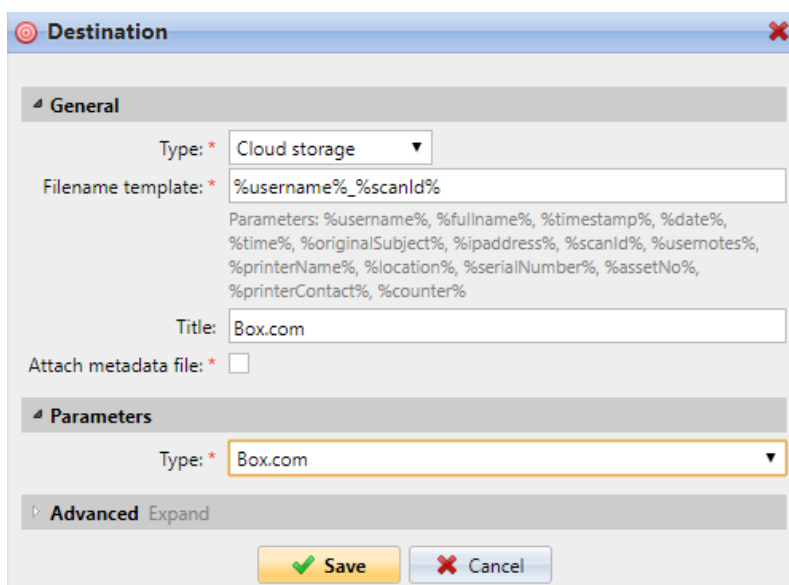 Destination
General
Type: * Cloud storage
Filename template: * %username%_%scanId%
Parameters: %username%, %fullname%, %timestamp%, %date%,
%time%, %originalSubject%, %ipaddress%, %scanId%, %usernotes%,
%printerName%, %location%, %serialNumber%, %assetNo%,
%printerContact%, %counter%
Title: Box.com
Attach metadata file: *
Parameters
Type: * Box.com
Advanced Expand
Save Cancel